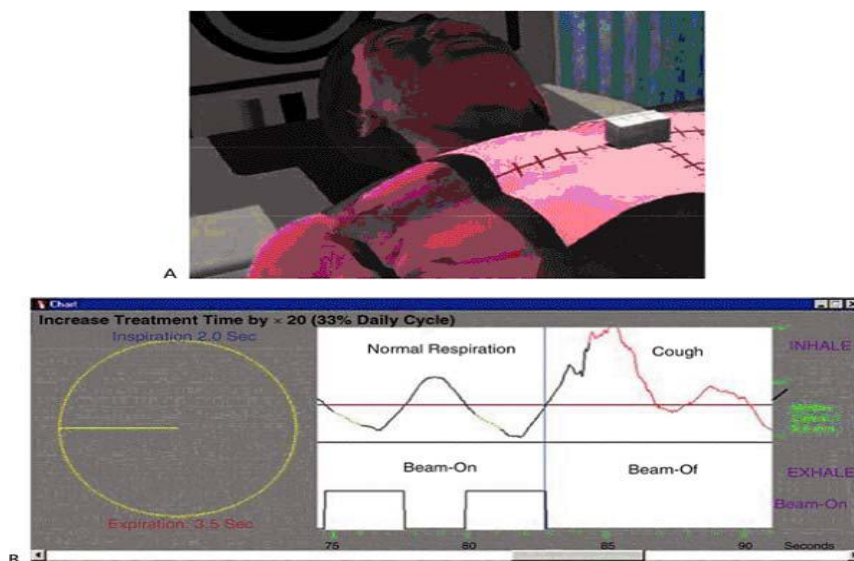 A
Chart
Increase Treatment Time by × 20 (33% Daily Cycle)
Inspiration 2.0 Sec
Normal Respiration
Cough
INHALE
Beam-On
Beam-Of
EXHALE
Beam-On
Expiration: 3.5 Sec
75
80
85
90
Seconds
B